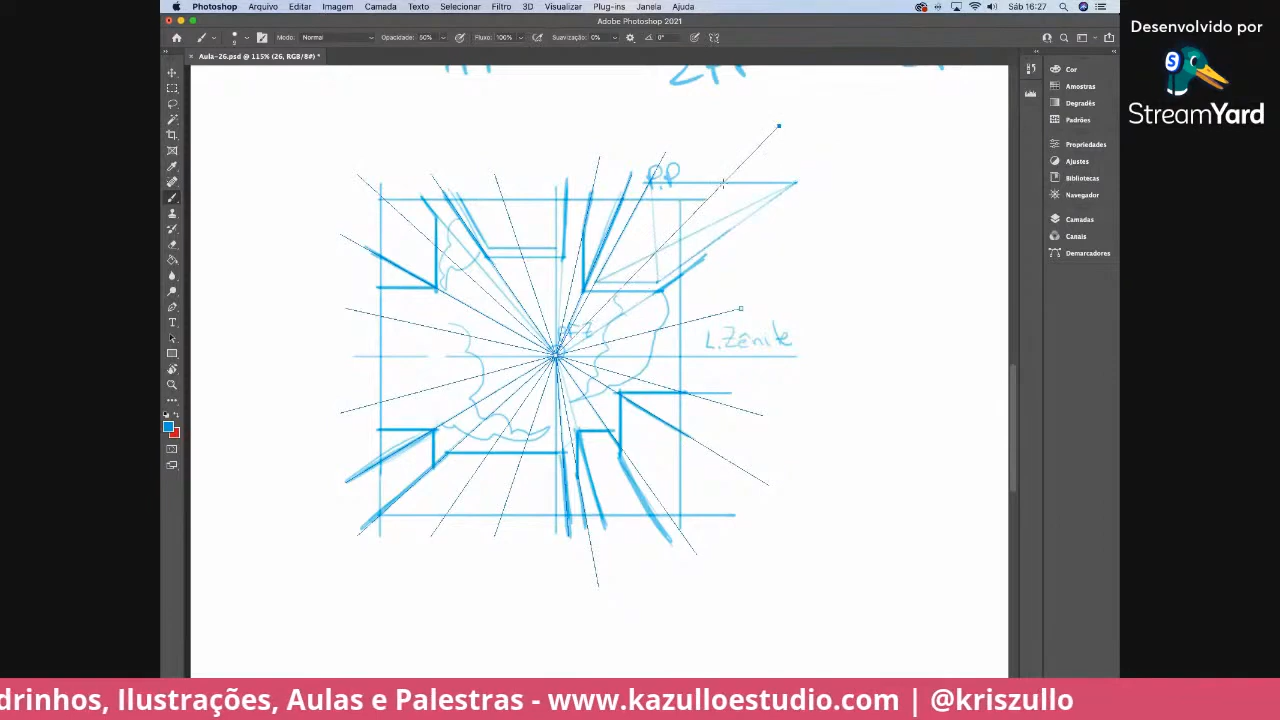 Photoshop Arquivo Editar Imagem Camada Texto Selecionar Filtro 3D Visualizar Plug-ins Janela Ajuda
Sáb 16:27
Adobe Photoshop 2021
Modo: Normal Opacidade: 50% Fluxo: 100% Suavização: 0% 0°
× Aula-26.psd @ 115% (26, RGB/8#) *
Desenvolvido por
StreamYard
P.P
L.Zênite
Cor
Amostras
Degradês
Padrões
Propriedades
Ajustes
Bibliotecas
Navegador
Camadas
Canais
Demarcadores
drinhos, Ilustrações, Aulas e Palestras - www.kazulloestudio.com | @kriszullo